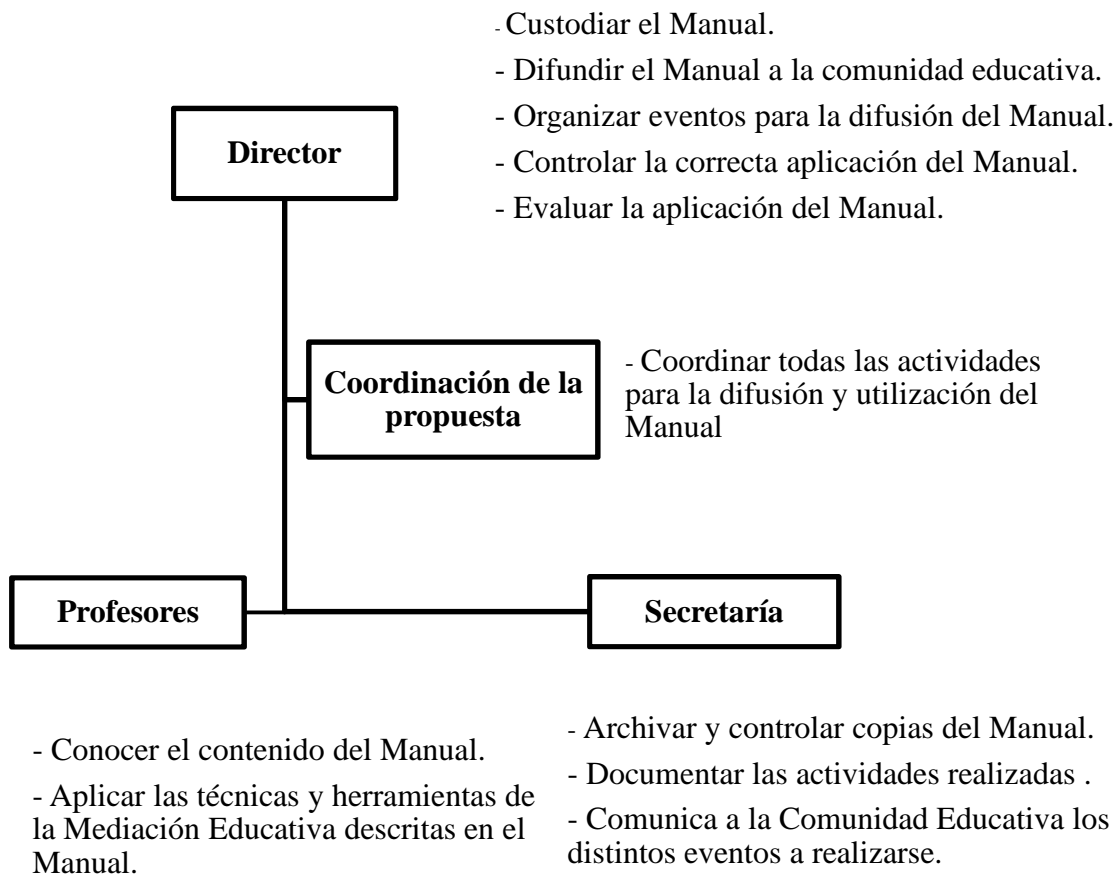 - Custodiar el Manual.
- Difundir el Manual a la comunidad educativa.
- Organizar eventos para la difusión del Manual.
- Controlar la correcta aplicación del Manual.
- Evaluar la aplicación del Manual.
Director
Coordinación de la
propuesta
- Coordinar todas las actividades
para la difusión y utilización del
Manual
Profesores
Secretaría
- Conocer el contenido del Manual.
- Aplicar las técnicas y herramientas de
la Mediación Educativa descritas en el
Manual.
- Archivar y controlar copias del Manual.
- Documentar las actividades realizadas .
- Comunica a la Comunidad Educativa los
distintos eventos a realizarse.